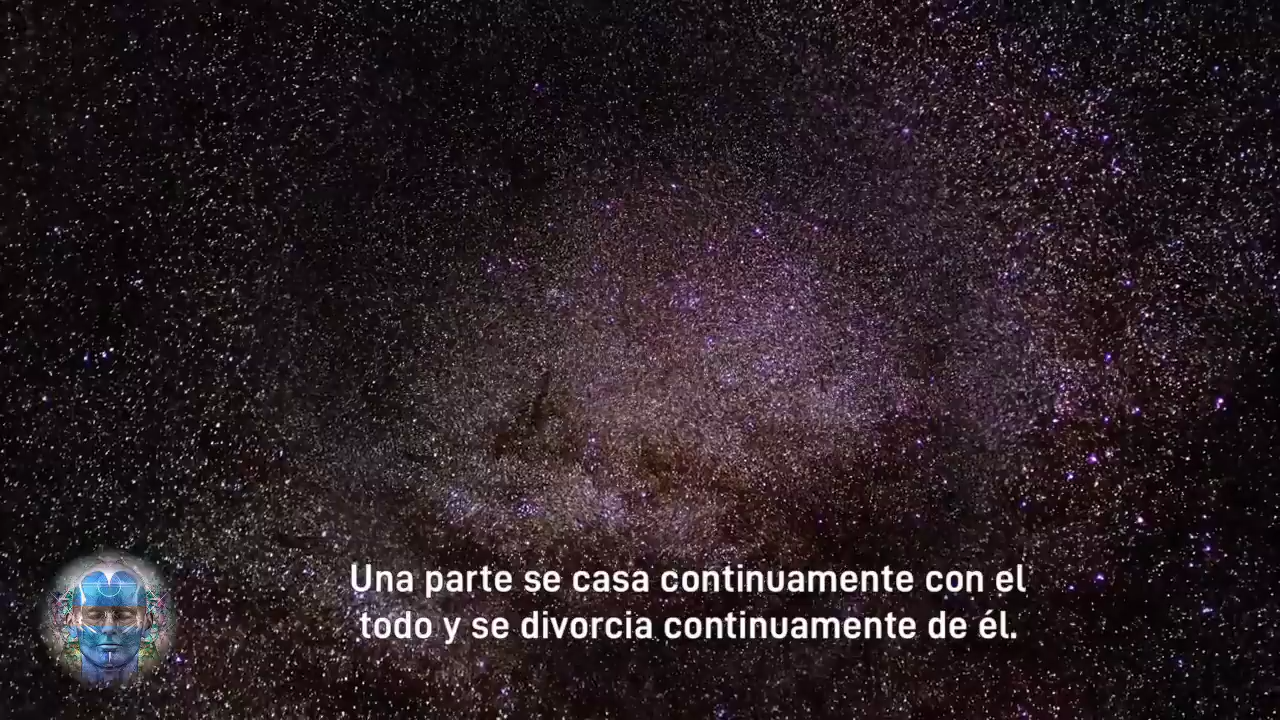 Una parte se casa continuamente con el
todo y se divorcia continuamente de él.